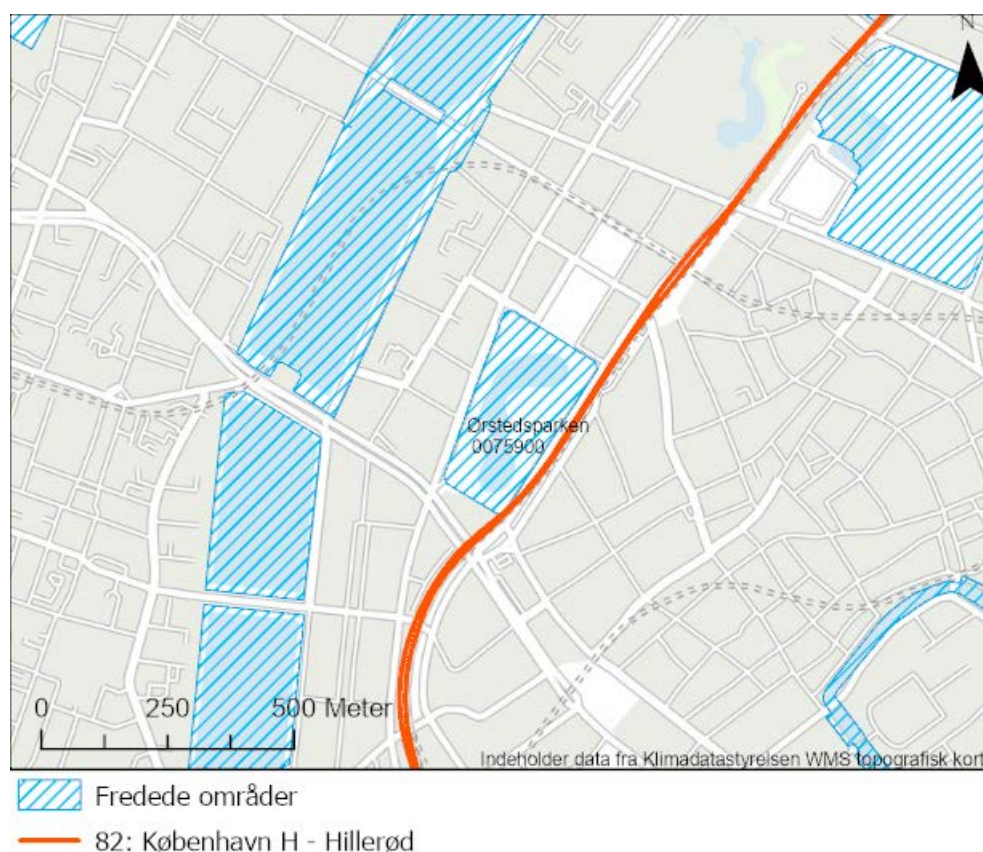 N
Ørstedsparken
0075900
0 250 500 Meter
Indeholder data fra Klimadatastyrelsen WMS topografisk kort
Fredede områder
82: København H - Hillerød